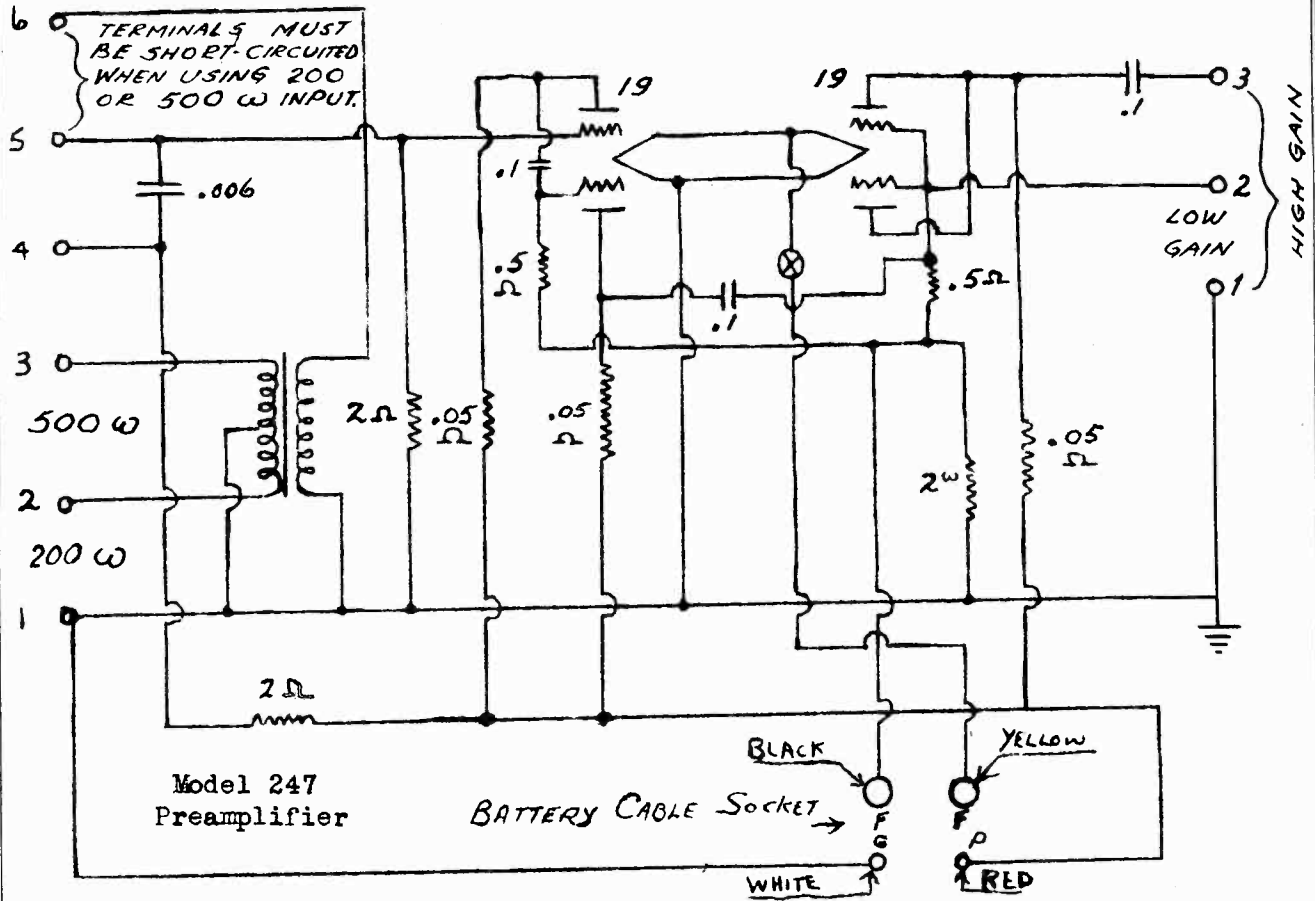 6
TERMINALS MUST
BE SHORT-CIRCUITED
WHEN USING 200
OR 500 ω INPUT.
5
.006
4
3
500 ω
2
200 ω
1
19
19
.1
.1
.1
.5
Ω
.5Ω
2Ω
.05
Ω
.05
Ω
2ω
.05
Ω
2Ω
3
2
LOW
GAIN
1
HIGH GAIN
Model 247
Preamplifier
BATTERY CABLE SOCKET
BLACK
YELLOW
F
F
G
P
WHITE
RED